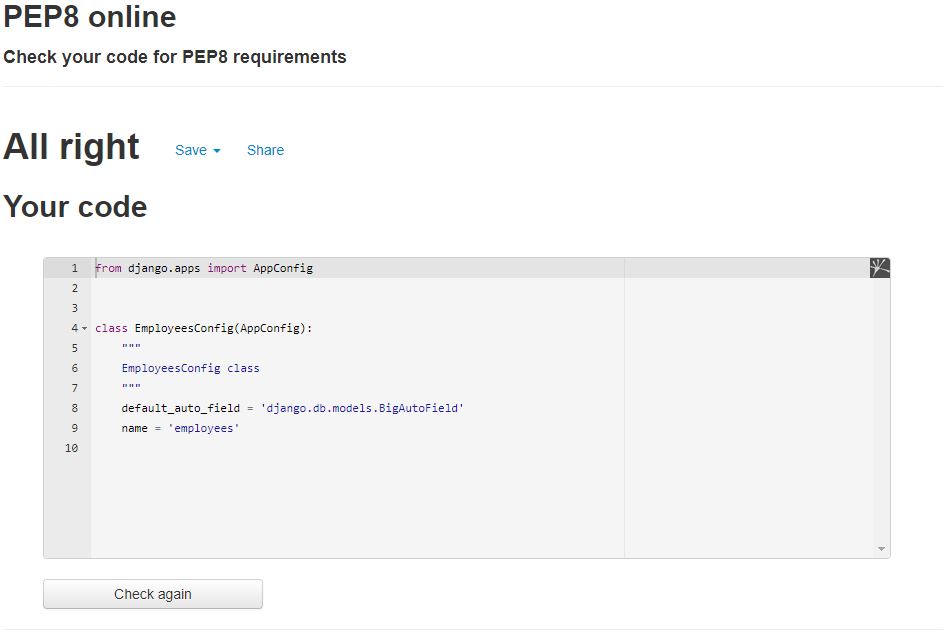 PEP8 online
Check your code for PEP8 requirements
All right Save Share
Your code
1 from django.apps import AppConfig
2
3
4 class EmployeesConfig(AppConfig):
5     """
6     EmployeesConfig class
7     """
8     default_auto_field = 'django.db.models.BigAutoField'
9     name = 'employees'
10
Check again